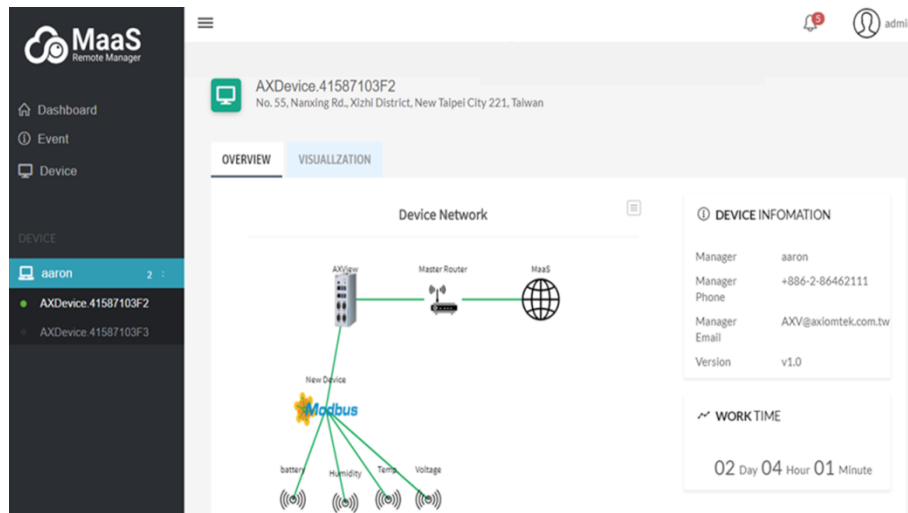 MaaS
Remote Manager
5
admi
AXDevice.41587103F2
No. 55, Nanxing Rd., Xizhi District, New Taipei City 221, Taiwan
Dashboard
Event
Device
OVERVIEW VISUALLZATION
DEVICE
aaron 2 :
AXDevice.41587103F2
AXDevice.41587103F3
Device Network
AXView Master Router MaaS
New Device
Modbus
battery Humidity Temp. Voltage
DEVICE INFOMATION
Manager aaron
Manager Phone +886-2-86462111
Manager Email AXV@axiomtek.com.tw
Version v1.0
WORK TIME
02 Day 04 Hour 01 Minute